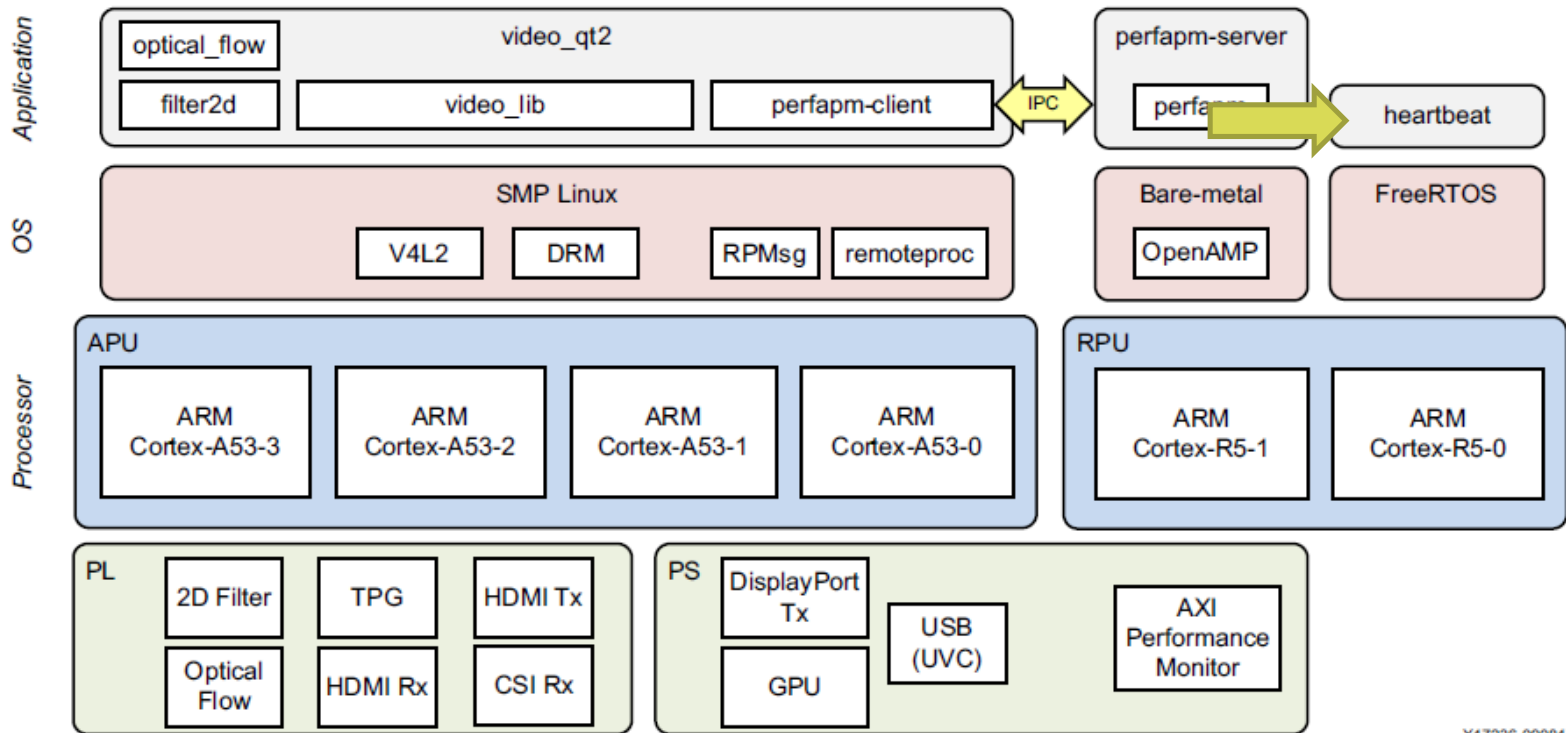 Application
optical_flow
video_qt2
filter2d
video_lib
perfapm-client
IPC
perfapm-server
heartbeat
OS
SMP Linux
V4L2
DRM
RPMsg
remoteproc
Bare-metal
OpenAMP
FreeRTOS
Processor
APU
ARM
Cortex-A53-3
ARM
Cortex-A53-2
ARM
Cortex-A53-1
ARM
Cortex-A53-0
RPU
ARM
Cortex-R5-1
ARM
Cortex-R5-0
PL
2D Filter
TPG
HDMI Tx
Optical
Flow
HDMI Rx
CSI Rx
PS
DisplayPort
Tx
GPU
USB
(UVC)
AXI
Performance
Monitor